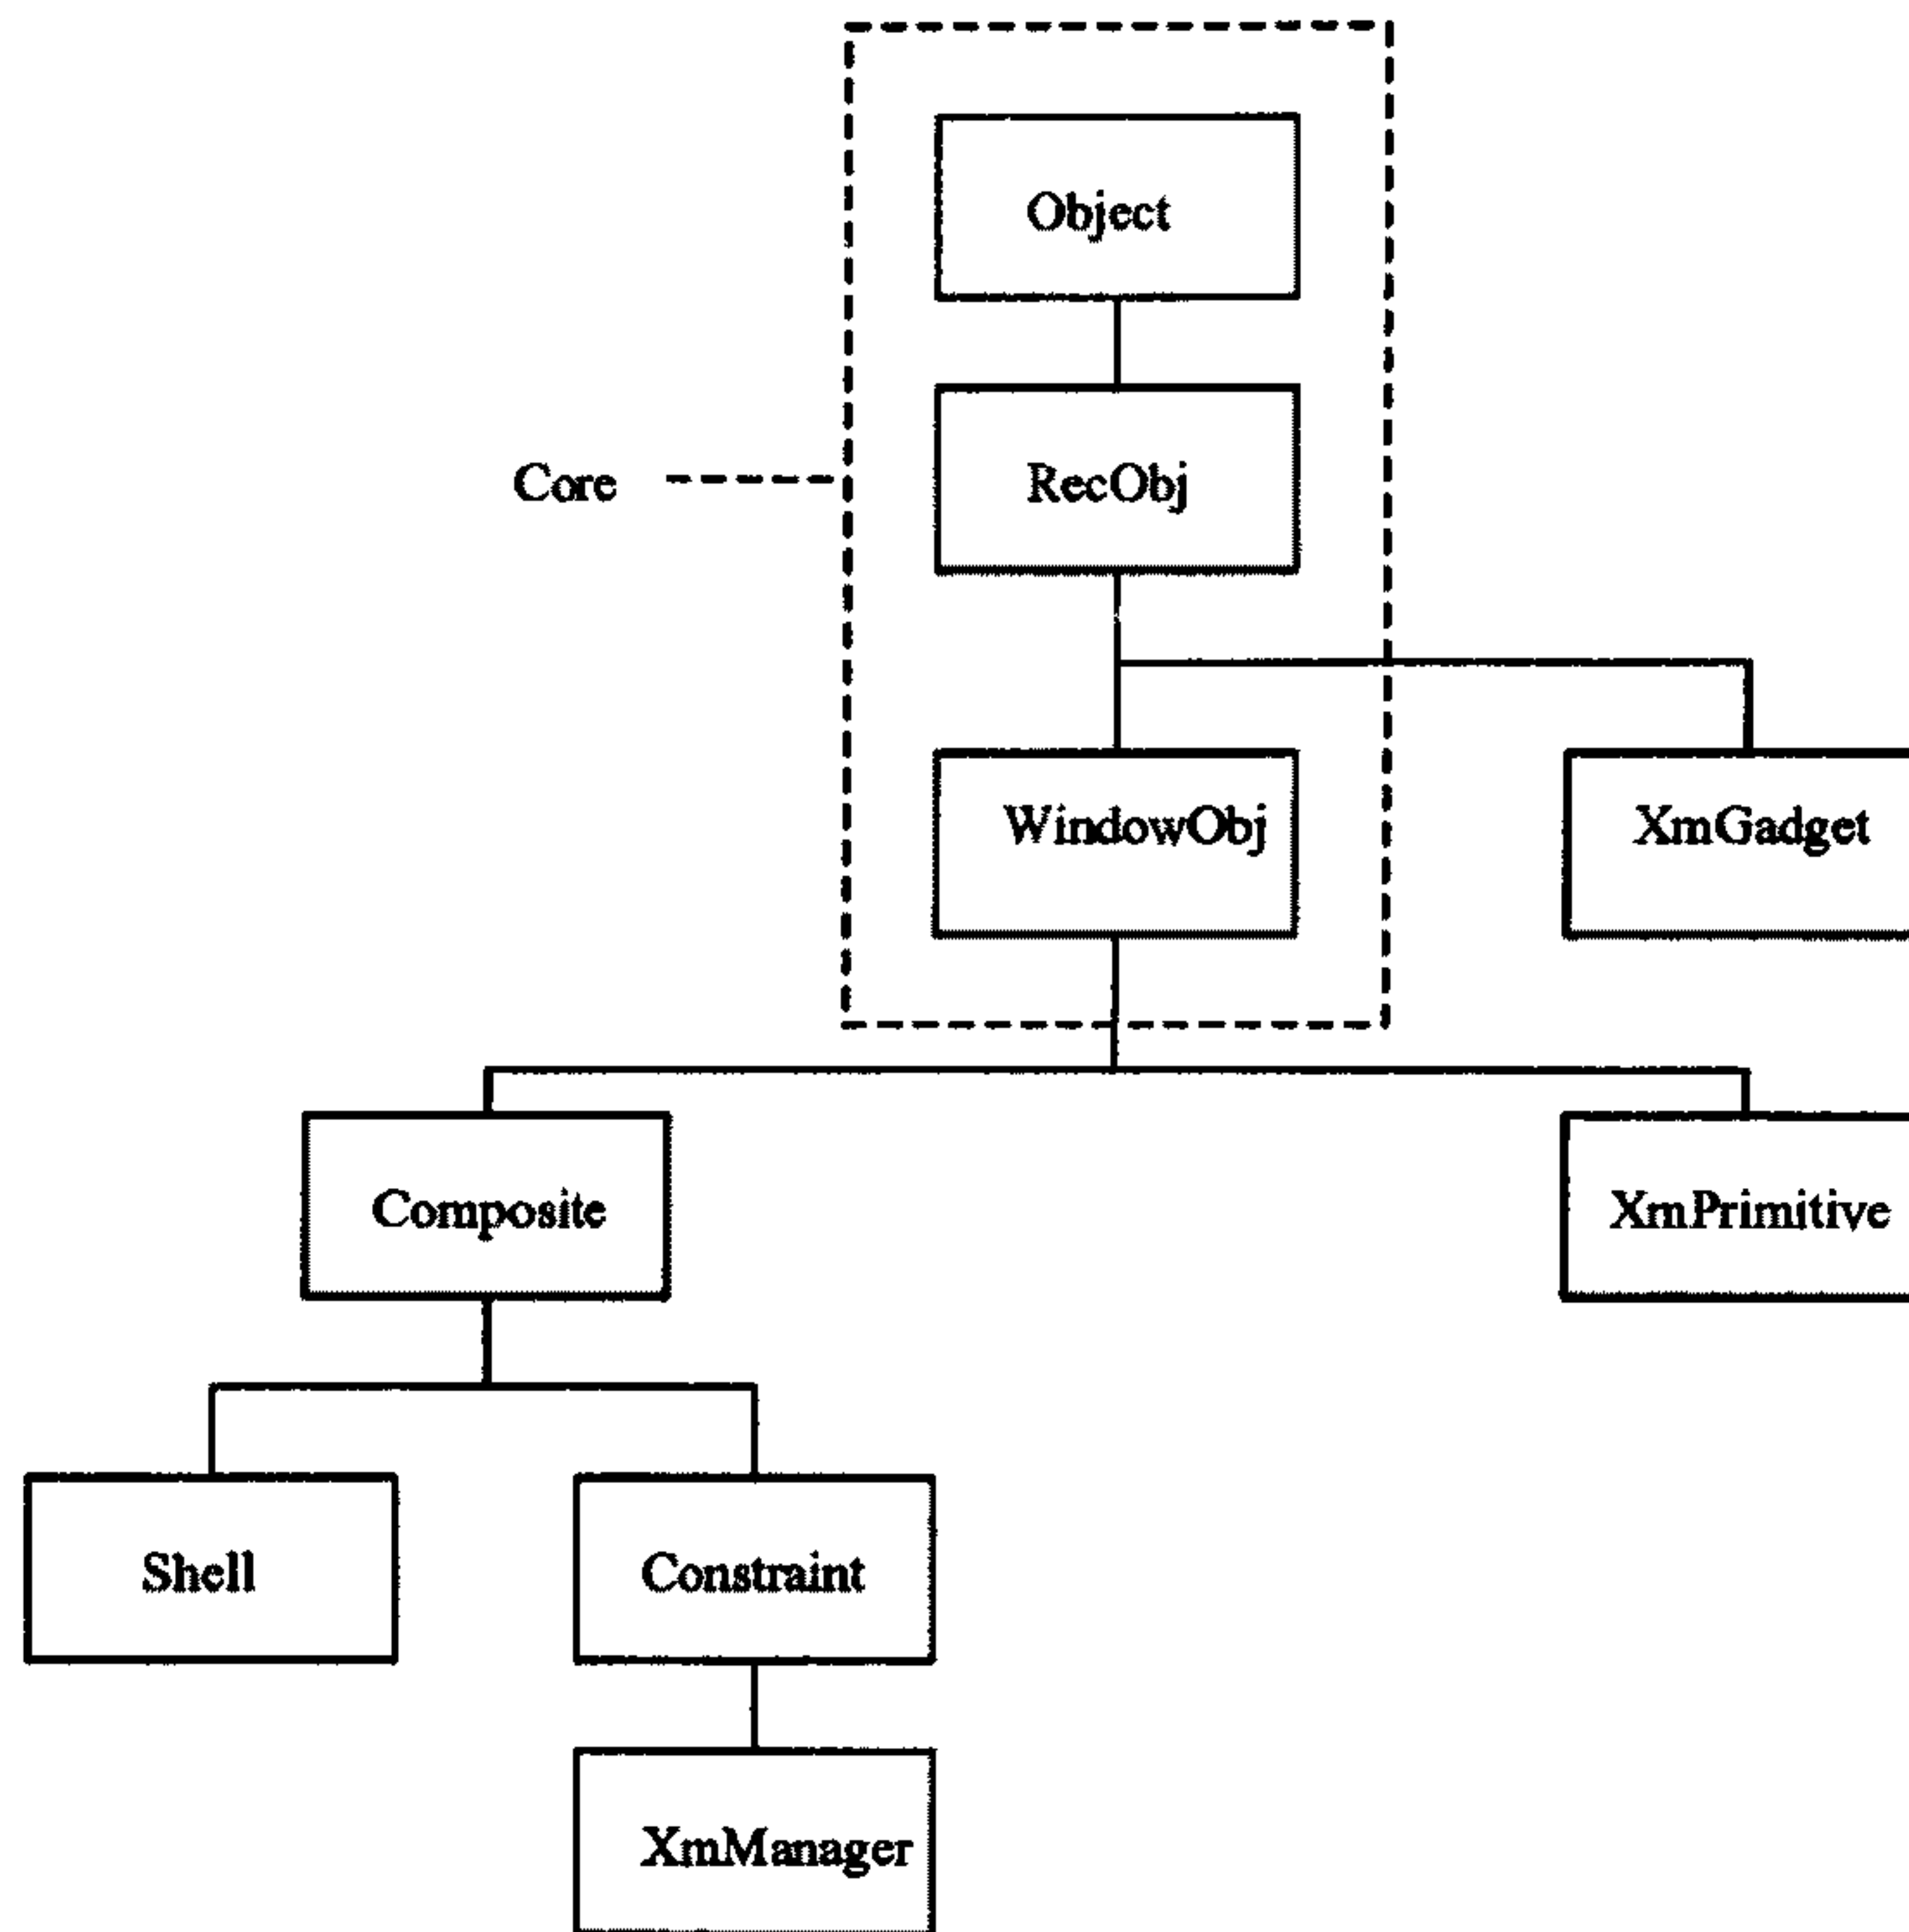 Object
Core
RecObj
WindowObj
XmGadget
Composite
XmPrimitive
Shell
Constraint
XmManager